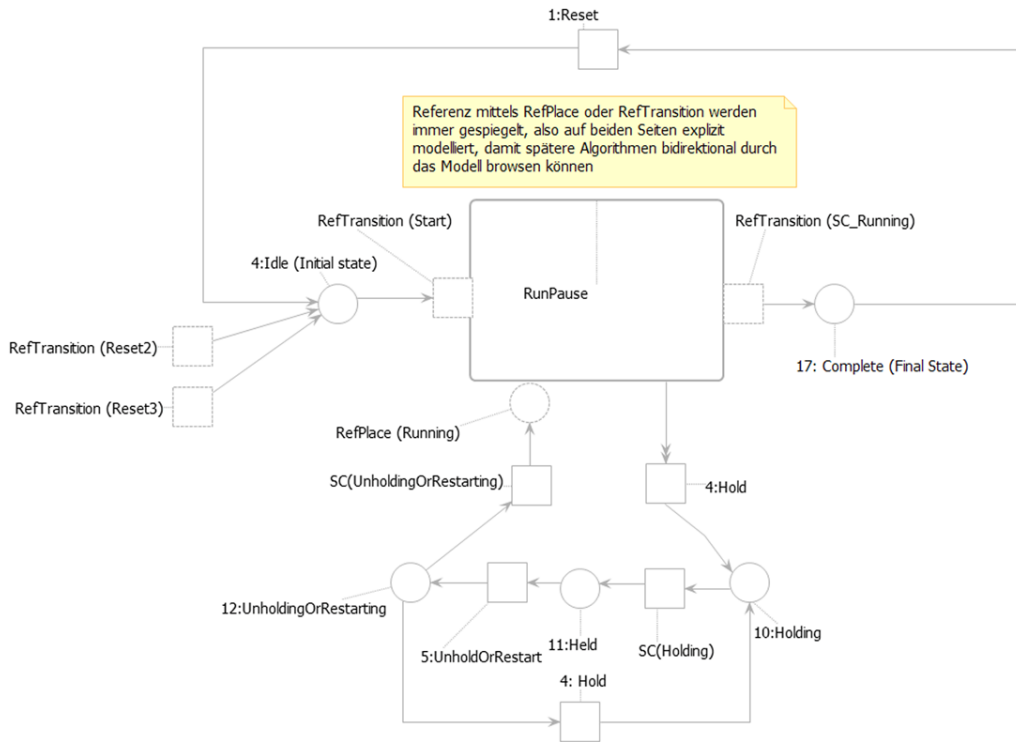 1:Reset
Referenz mittels RefPlace oder RefTransition werden
immer gespiegelt, also auf beiden Seiten explizit
modelliert, damit spätere Algorithmen bidirektional durch
das Modell browsen können
RefTransition (Start)
RefTransition (SC_Running)
4:Idle (Initial state)
RunPause
RefTransition (Reset2)
17: Complete (Final State)
RefTransition (Reset3)
RefPlace (Running)
SC(UnholdingOrRestarting)
4:Hold
12:UnholdingOrRestarting
10:Holding
5:UnholdOrRestart
11:Held
SC(Holding)
4: Hold